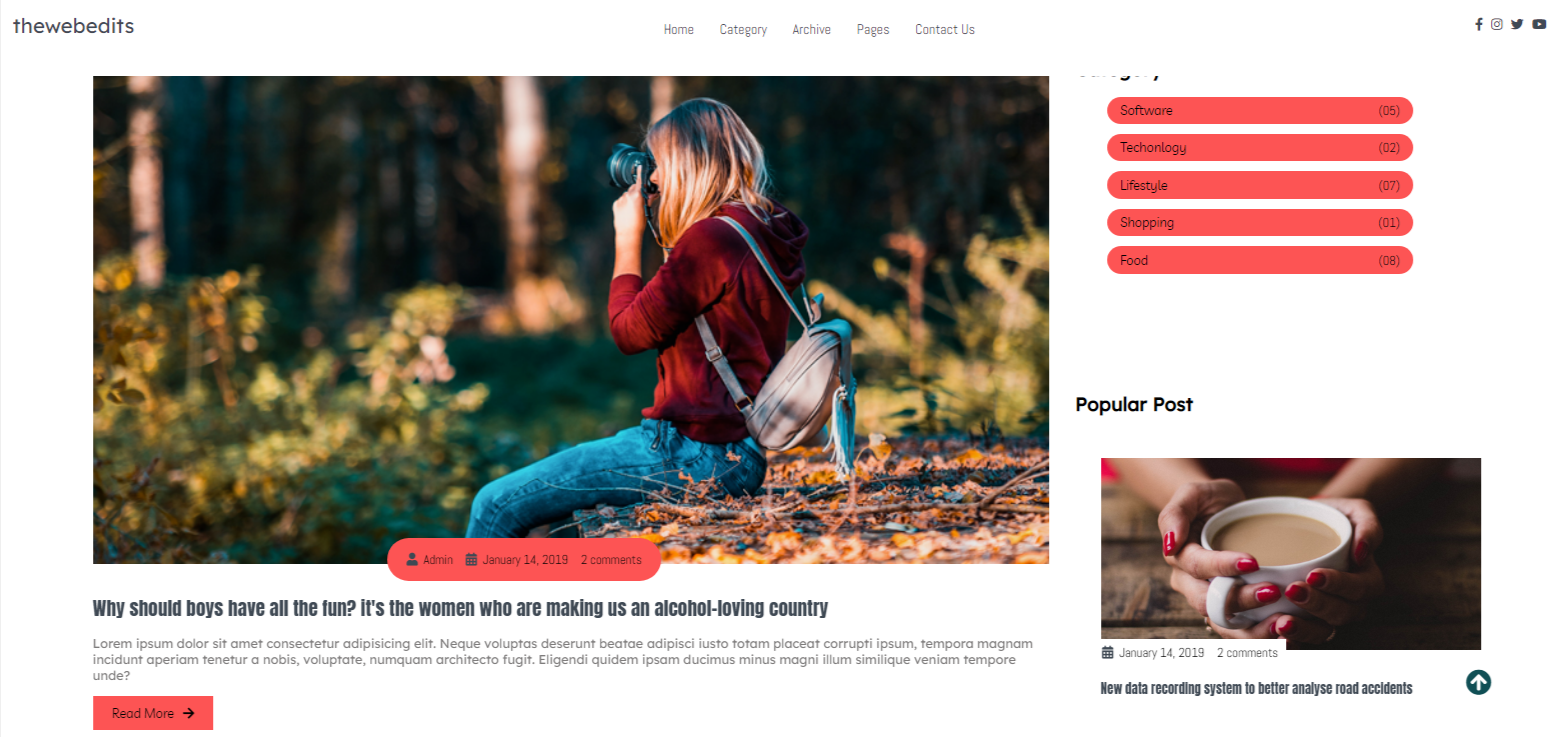 thewebedits
Home Category Archive Pages Contact Us
Admin January 14, 2019 2 comments
Why should boys have all the fun? it's the women who are making us an alcohol-loving country
Lorem ipsum dolor sit amet consectetur adipisicing elit. Neque voluptas deserunt beatae adipisci iusto totam placeat corrupti ipsum, tempora magnam
incidunt aperiam tenetur a nobis, voluptate, numquam architecto fugit. Eligendi quidem ipsam ducimus minus magni illum similique veniam tempore
unde?
Read More
Software (05)
Techonlogy (02)
Lifestyle (07)
Shopping (01)
Food (08)
Popular Post
January 14, 2019 2 comments
New data recording system to better analyse road accidents